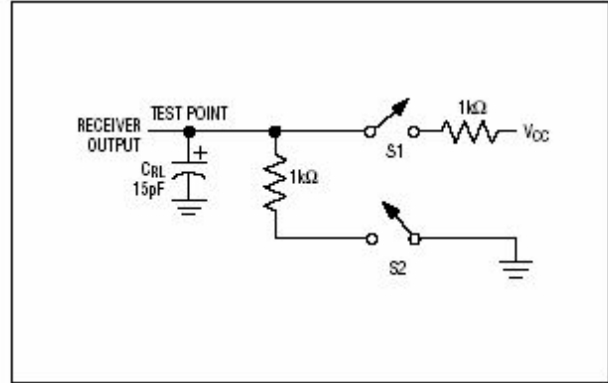 TEST POINT
RECEIVER
OUTPUT
CRL
15pF
+
1kΩ
S1
1kΩ
VCC
S2